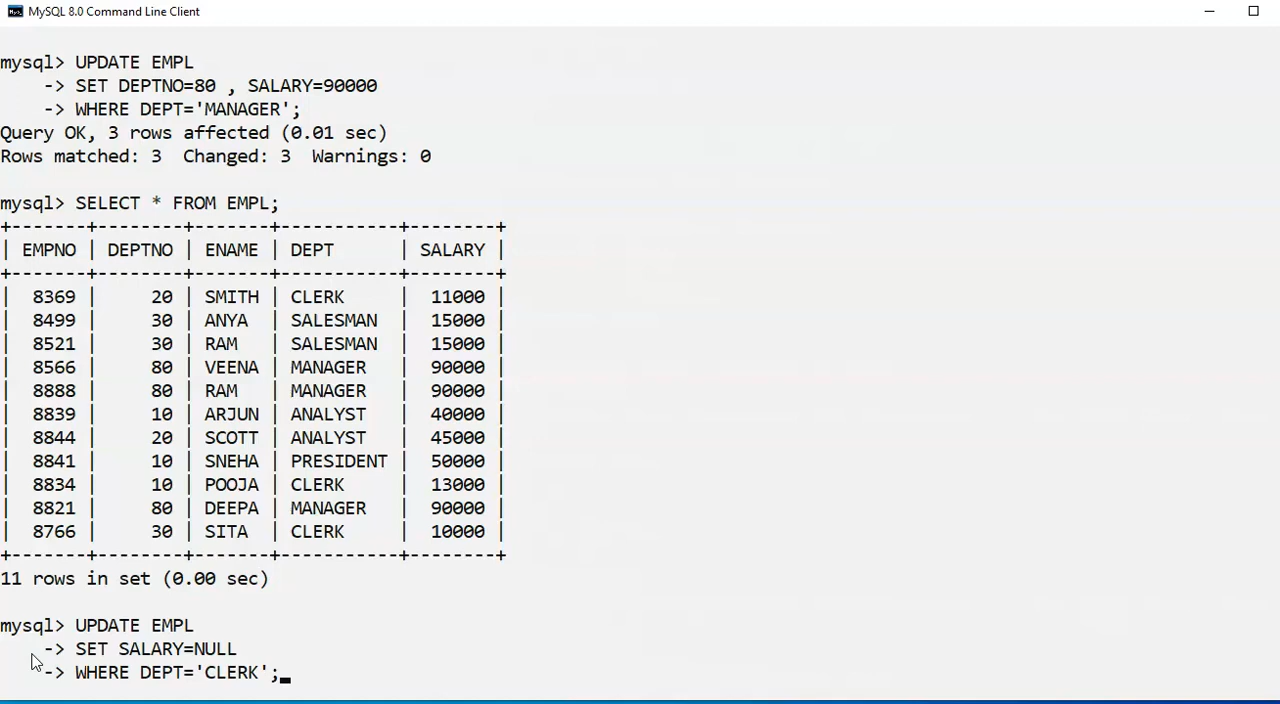 MySQL 8.0 Command Line Client
mysql> UPDATE EMPL
    -> SET DEPTNO=80 , SALARY=90000
    -> WHERE DEPT='MANAGER';
Query OK, 3 rows affected (0.01 sec)
Rows matched: 3  Changed: 3  Warnings: 0
mysql> SELECT * FROM EMPL;
+-------+--------+-------+-----------+--------+
| EMPNO | DEPTNO | ENAME | DEPT      | SALARY |
+-------+--------+-------+-----------+--------+
|  8369 |     20 | SMITH | CLERK     |  11000 |
|  8499 |     30 | ANYA  | SALESMAN  |  15000 |
|  8521 |     30 | RAM   | SALESMAN  |  15000 |
|  8566 |     80 | VEENA | MANAGER   |  90000 |
|  8888 |     80 | RAM   | MANAGER   |  90000 |
|  8839 |     10 | ARJUN | ANALYST   |  40000 |
|  8844 |     20 | SCOTT | ANALYST   |  45000 |
|  8841 |     10 | SNEHA | PRESIDENT |  50000 |
|  8834 |     10 | POOJA | CLERK     |  13000 |
|  8821 |     80 | DEEPA | MANAGER   |  90000 |
|  8766 |     30 | SITA  | CLERK     |  10000 |
+-------+--------+-------+-----------+--------+
11 rows in set (0.00 sec)
mysql> UPDATE EMPL
    -> SET SALARY=NULL
    -> WHERE DEPT='CLERK';